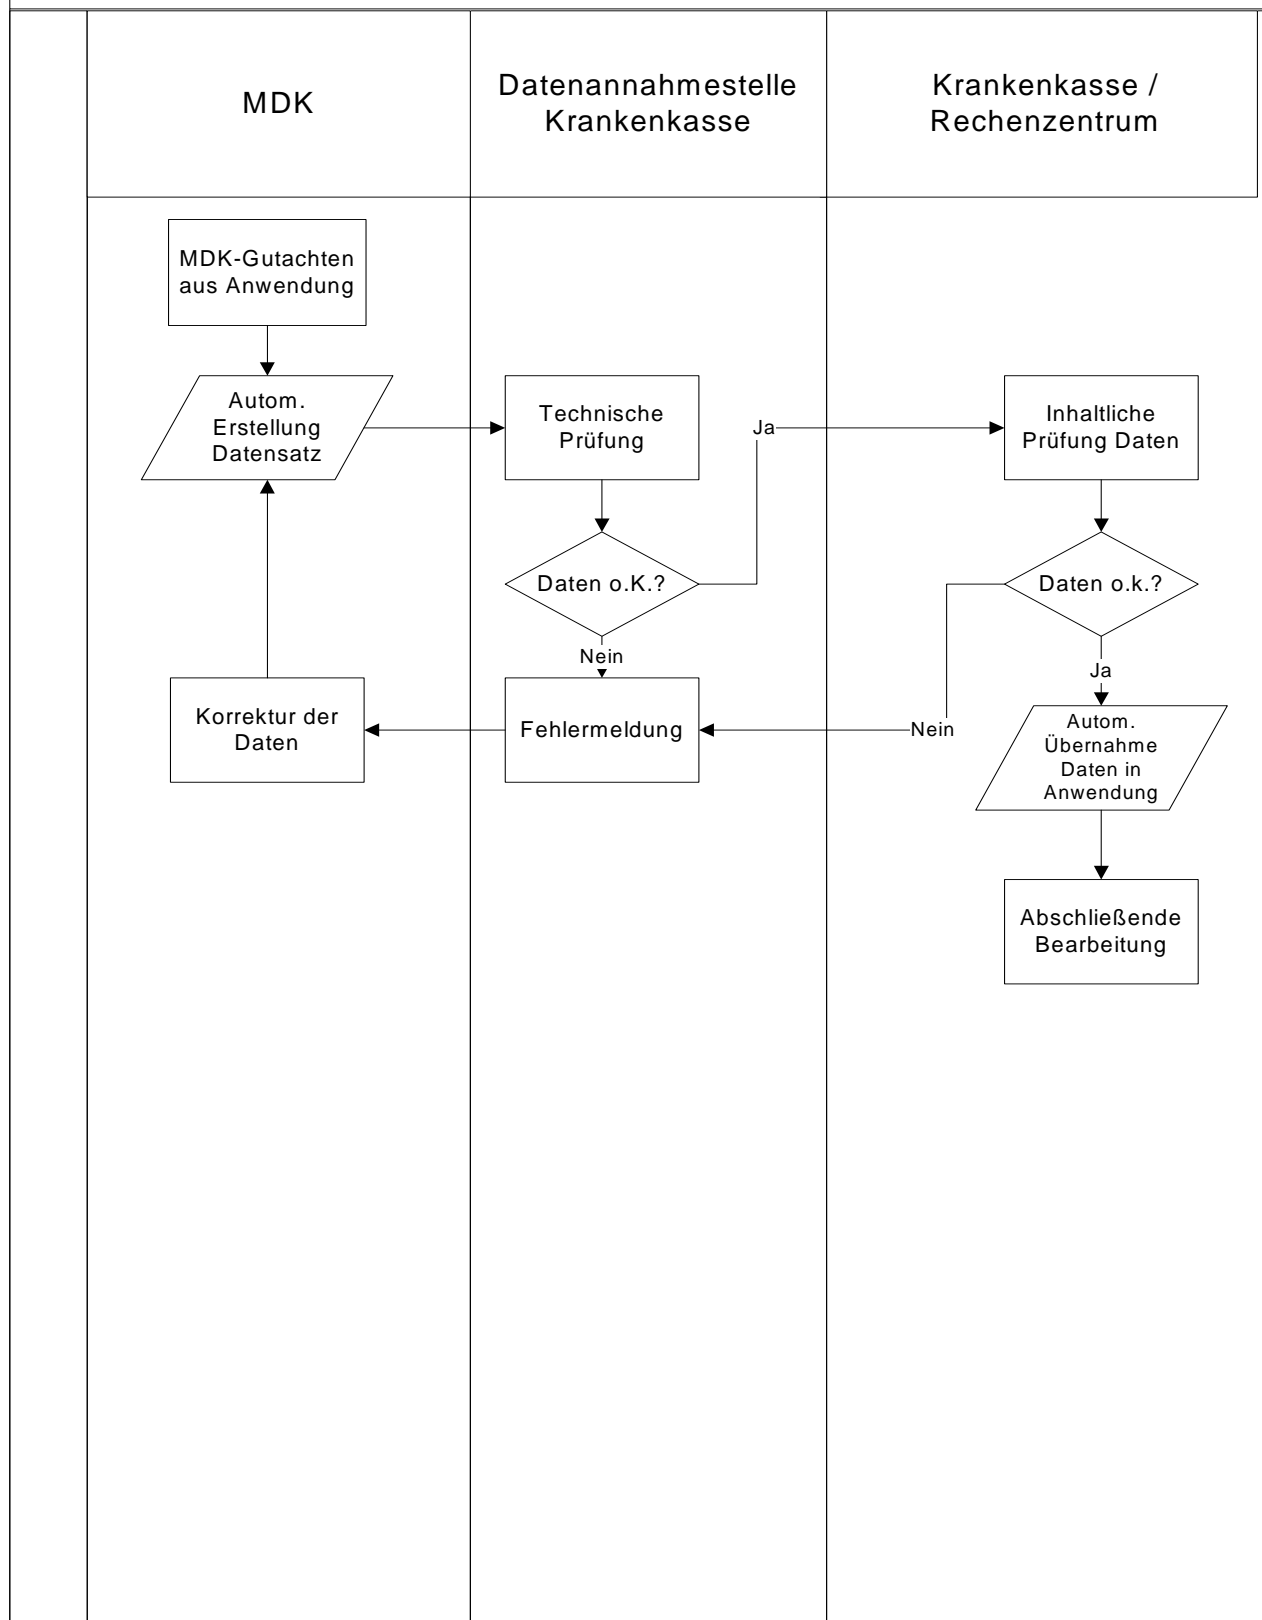 MDK
Datenannahmestelle
Krankenkasse
Krankenkasse /
Rechenzentrum
MDK-Gutachten
aus Anwendung
Autom.
Erstellung
Datensatz
Technische
Prüfung
Ja
Inhaltliche
Prüfung Daten
Daten o.K.?
Daten o.k.?
Nein
Ja
Korrektur der
Daten
Fehlermeldung
Nein
Autom.
Übernahme
Daten in
Anwendung
Abschließende
Bearbeitung